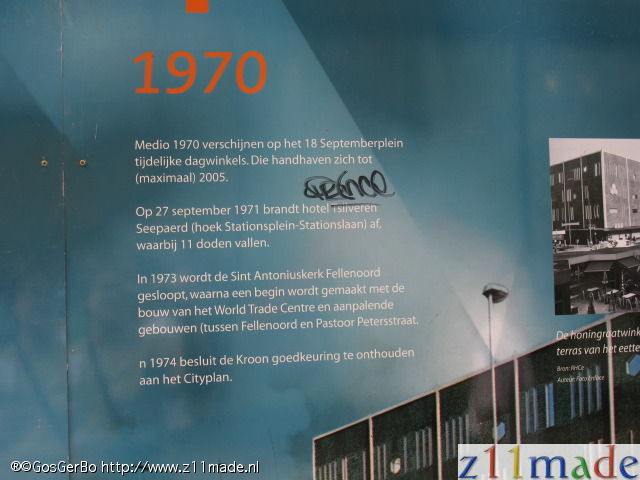 1970
Medio 1970 verschijnen op het 18 Septemberplein
tijdelijke dagwinkels. Die handhaven zich tot
(maximaal) 2005.
Op 27 september 1971 brandt hotel 't silveren
Seepaerd (hoek Stationsplein-Stationslaan) af,
waarbij 11 doden vallen.
In 1973 wordt de Sint Antoniuskerk Fellenoord
gesloopt, waarna een begin wordt gemaakt met de
bouw van het World Trade Centre en aanpalende
gebouwen (tussen Fellenoord en Pastoor Petersstraat.
n 1974 besluit de Kroon goedkeuring te onthouden
aan het Cityplan.
De honingraatwink
terras van het eette
Bron: RHCe
Auteur: Foto
®©GosGerBo http://www.z11made.nl
z11made